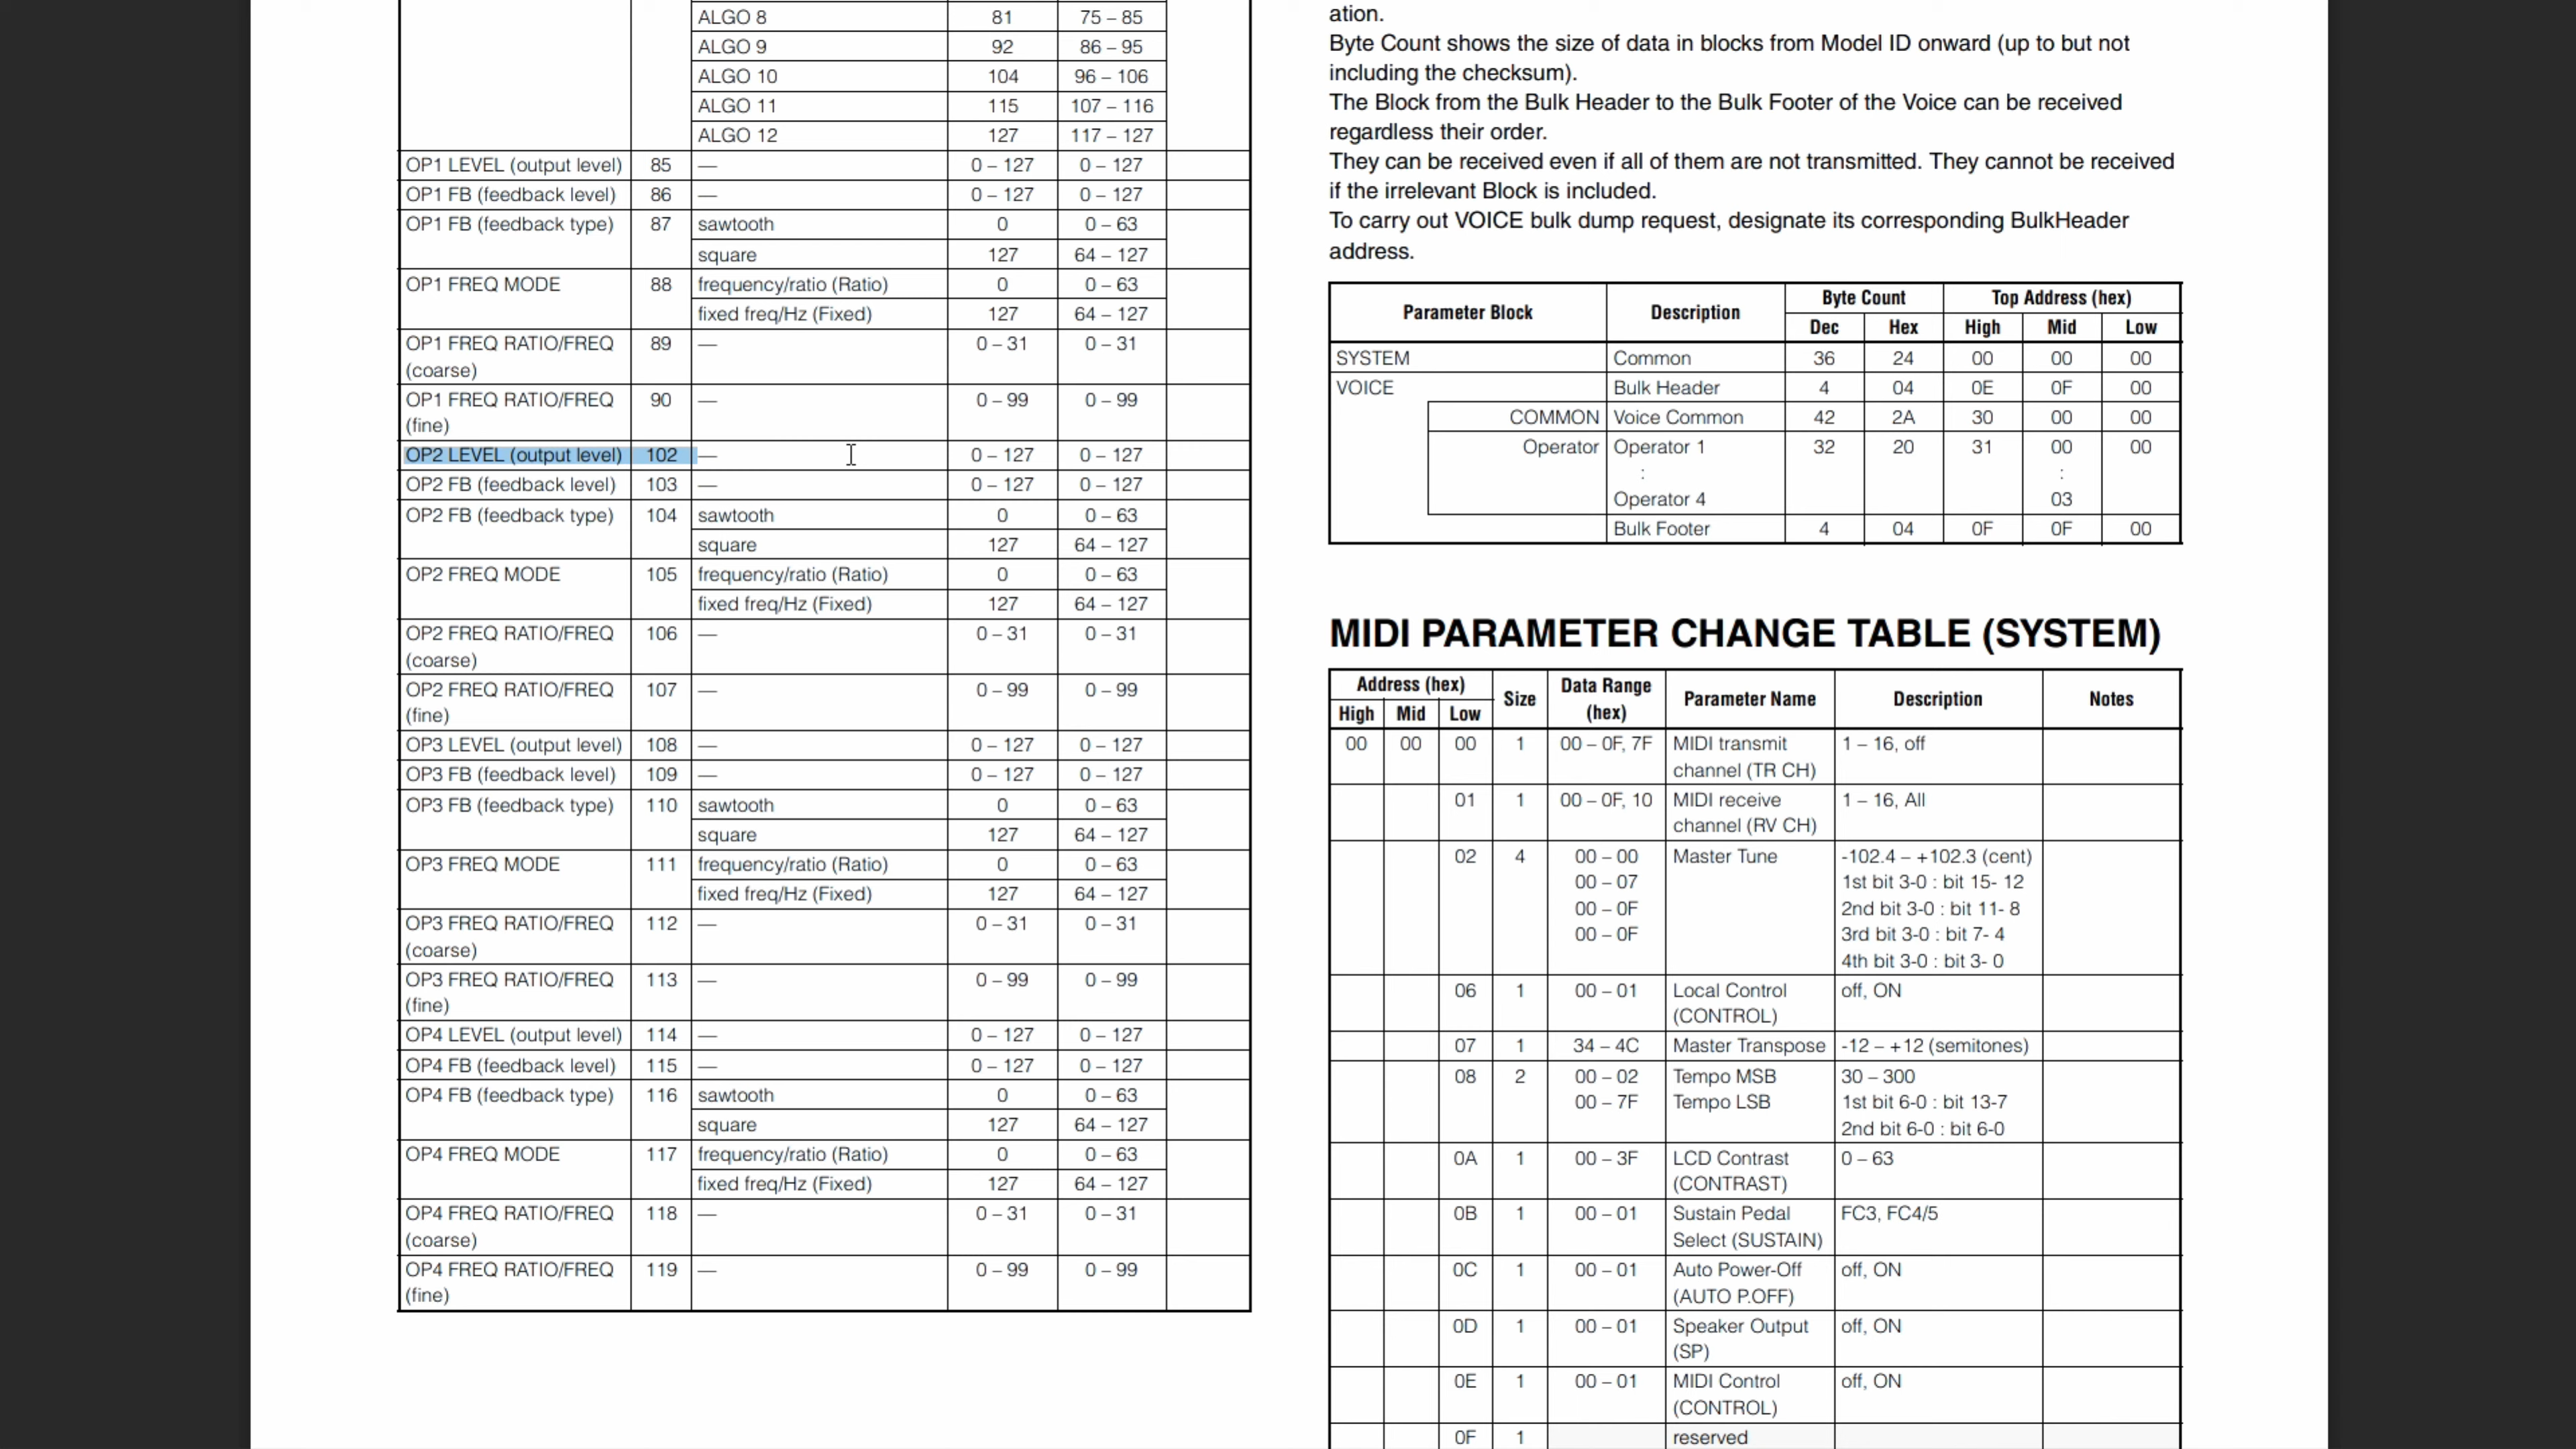 ALGO 8 81 75 – 85
ALGO 9 92 86 – 95
ALGO 10 104 96 – 106
ALGO 11 115 107 – 116
ALGO 12 127 117 – 127
OP1 LEVEL (output level) 85 — 0 – 127 0 – 127
OP1 FB (feedback level) 86 — 0 – 127 0 – 127
OP1 FB (feedback type) 87 sawtooth 0 0 – 63
square 127 64 – 127
OP1 FREQ MODE 88 frequency/ratio (Ratio) 0 0 – 63
fixed freq/Hz (Fixed) 127 64 – 127
OP1 FREQ RATIO/FREQ 89 — 0 – 31 0 – 31
(coarse)
OP1 FREQ RATIO/FREQ 90 — 0 – 99 0 – 99
(fine)
OP2 LEVEL (output level) 102 — 0 – 127 0 – 127
OP2 FB (feedback level) 103 — 0 – 127 0 – 127
OP2 FB (feedback type) 104 sawtooth 0 0 – 63
square 127 64 – 127
OP2 FREQ MODE 105 frequency/ratio (Ratio) 0 0 – 63
fixed freq/Hz (Fixed) 127 64 – 127
OP2 FREQ RATIO/FREQ 106 — 0 – 31 0 – 31
(coarse)
OP2 FREQ RATIO/FREQ 107 — 0 – 99 0 – 99
(fine)
OP3 LEVEL (output level) 108 — 0 – 127 0 – 127
OP3 FB (feedback level) 109 — 0 – 127 0 – 127
OP3 FB (feedback type) 110 sawtooth 0 0 – 63
square 127 64 – 127
OP3 FREQ MODE 111 frequency/ratio (Ratio) 0 0 – 63
fixed freq/Hz (Fixed) 127 64 – 127
OP3 FREQ RATIO/FREQ 112 — 0 – 31 0 – 31
(coarse)
OP3 FREQ RATIO/FREQ 113 — 0 – 99 0 – 99
(fine)
OP4 LEVEL (output level) 114 — 0 – 127 0 – 127
OP4 FB (feedback level) 115 — 0 – 127 0 – 127
OP4 FB (feedback type) 116 sawtooth 0 0 – 63
square 127 64 – 127
OP4 FREQ MODE 117 frequency/ratio (Ratio) 0 0 – 63
fixed freq/Hz (Fixed) 127 64 – 127
OP4 FREQ RATIO/FREQ 118 — 0 – 31 0 – 31
(coarse)
OP4 FREQ RATIO/FREQ 119 — 0 – 99 0 – 99
(fine)
ation.
Byte Count shows the size of data in blocks from Model ID onward (up to but not
including the checksum).
The Block from the Bulk Header to the Bulk Footer of the Voice can be received
regardless their order.
They can be received even if all of them are not transmitted. They cannot be received
if the irrelevant Block is included.
To carry out VOICE bulk dump request, designate its corresponding BulkHeader
address.
Parameter Block Description Byte Count Top Address (hex)
Dec Hex High Mid Low
SYSTEM Common 36 24 00 00 00
VOICE Bulk Header 4 04 0E 0F 00
COMMON Voice Common 42 2A 30 00 00
Operator Operator 1 32 20 31 00 00
: :
Operator 4 03
Bulk Footer 4 04 0F 0F 00
MIDI PARAMETER CHANGE TABLE (SYSTEM)
Address (hex) Size Data Range (hex) Parameter Name Description Notes
High Mid Low
00 00 00 1 00 – 0F, 7F MIDI transmit 1 – 16, off
channel (TR CH)
01 1 00 – 0F, 10 MIDI receive 1 – 16, All
channel (RV CH)
02 4 00 – 00 Master Tune -102.4 – +102.3 (cent)
00 – 07 1st bit 3-0 : bit 15- 12
00 – 0F 2nd bit 3-0 : bit 11- 8
00 – 0F 3rd bit 3-0 : bit 7- 4
4th bit 3-0 : bit 3- 0
06 1 00 – 01 Local Control off, ON
(CONTROL)
07 1 34 – 4C Master Transpose -12 – +12 (semitones)
08 2 00 – 02 Tempo MSB 30 – 300
00 – 7F Tempo LSB 1st bit 6-0 : bit 13-7
2nd bit 6-0 : bit 6-0
0A 1 00 – 3F LCD Contrast 0 – 63
(CONTRAST)
0B 1 00 – 01 Sustain Pedal FC3, FC4/5
Select (SUSTAIN)
0C 1 00 – 01 Auto Power-Off off, ON
(AUTO P.OFF)
0D 1 00 – 01 Speaker Output off, ON
(SP)
0E 1 00 – 01 MIDI Control off, ON
(CONTROL)
0F 1 reserved